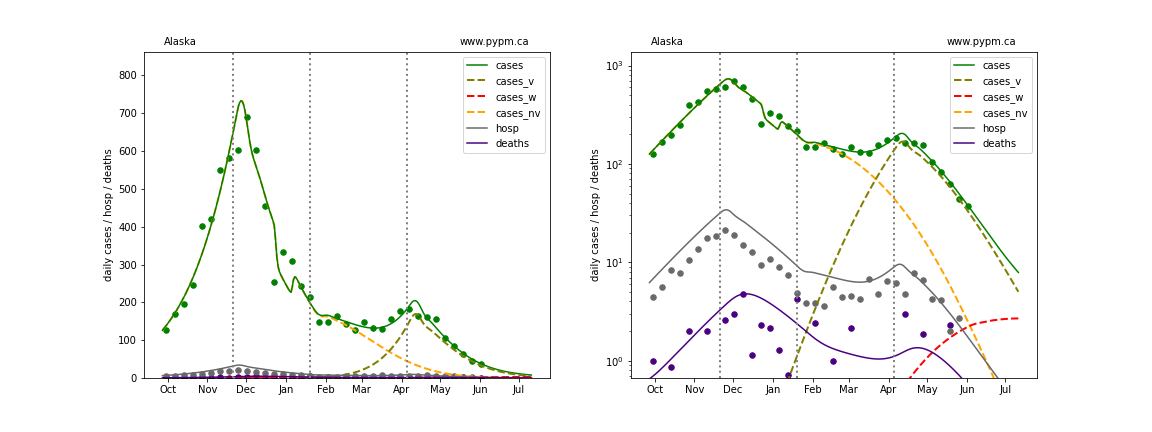 Alaska www.pypm.ca
daily cases / hosp / deaths
800
700
600
500
400
300
200
100
0
Oct Nov Dec Jan Feb Mar Apr May Jun Jul
cases
cases_v
cases_w
cases_nv
hosp
deaths
Alaska www.pypm.ca
daily cases / hosp / deaths
10³
10²
10¹
10⁰
Oct Nov Dec Jan Feb Mar Apr May Jun Jul
cases
cases_v
cases_w
cases_nv
hosp
deaths